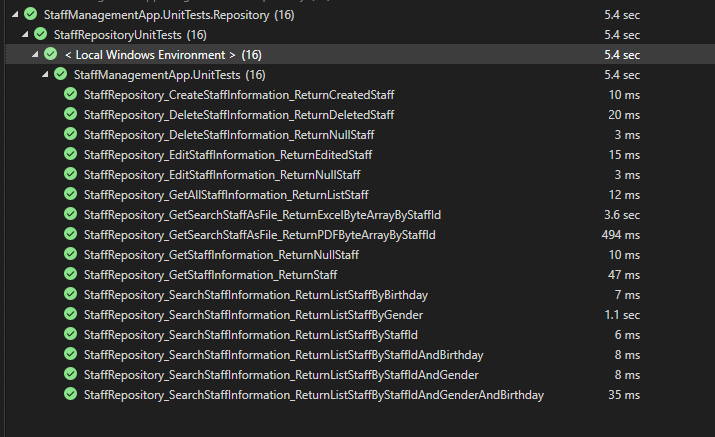 StaffManagementApp.UnitTests.Repository (16) 5.4 sec
StaffRepositoryUnitTests (16) 5.4 sec
< Local Windows Environment > (16) 5.4 sec
StaffManagementApp.UnitTests (16) 5.4 sec
StaffRepository_CreateStaffInformation_ReturnCreatedStaff 10 ms
StaffRepository_DeleteStaffInformation_ReturnDeletedStaff 20 ms
StaffRepository_DeleteStaffInformation_ReturnNullStaff 3 ms
StaffRepository_EditStaffInformation_ReturnEditedStaff 15 ms
StaffRepository_EditStaffInformation_ReturnNullStaff 3 ms
StaffRepository_GetAllStaffInformation_ReturnListStaff 12 ms
StaffRepository_GetSearchStaffAsFile_ReturnExcelByteArrayByStaffId 3.6 sec
StaffRepository_GetSearchStaffAsFile_ReturnPDFByteArrayByStaffId 494 ms
StaffRepository_GetStaffInformation_ReturnNullStaff 10 ms
StaffRepository_GetStaffInformation_ReturnStaff 47 ms
StaffRepository_SearchStaffInformation_ReturnListStaffByBirthday 7 ms
StaffRepository_SearchStaffInformation_ReturnListStaffByGender 1.1 sec
StaffRepository_SearchStaffInformation_ReturnListStaffByStaffId 6 ms
StaffRepository_SearchStaffInformation_ReturnListStaffByStaffIdAndBirthday 8 ms
StaffRepository_SearchStaffInformation_ReturnListStaffByStaffIdAndGender 8 ms
StaffRepository_SearchStaffInformation_ReturnListStaffByStaffIdAndGenderAndBirthday 35 ms